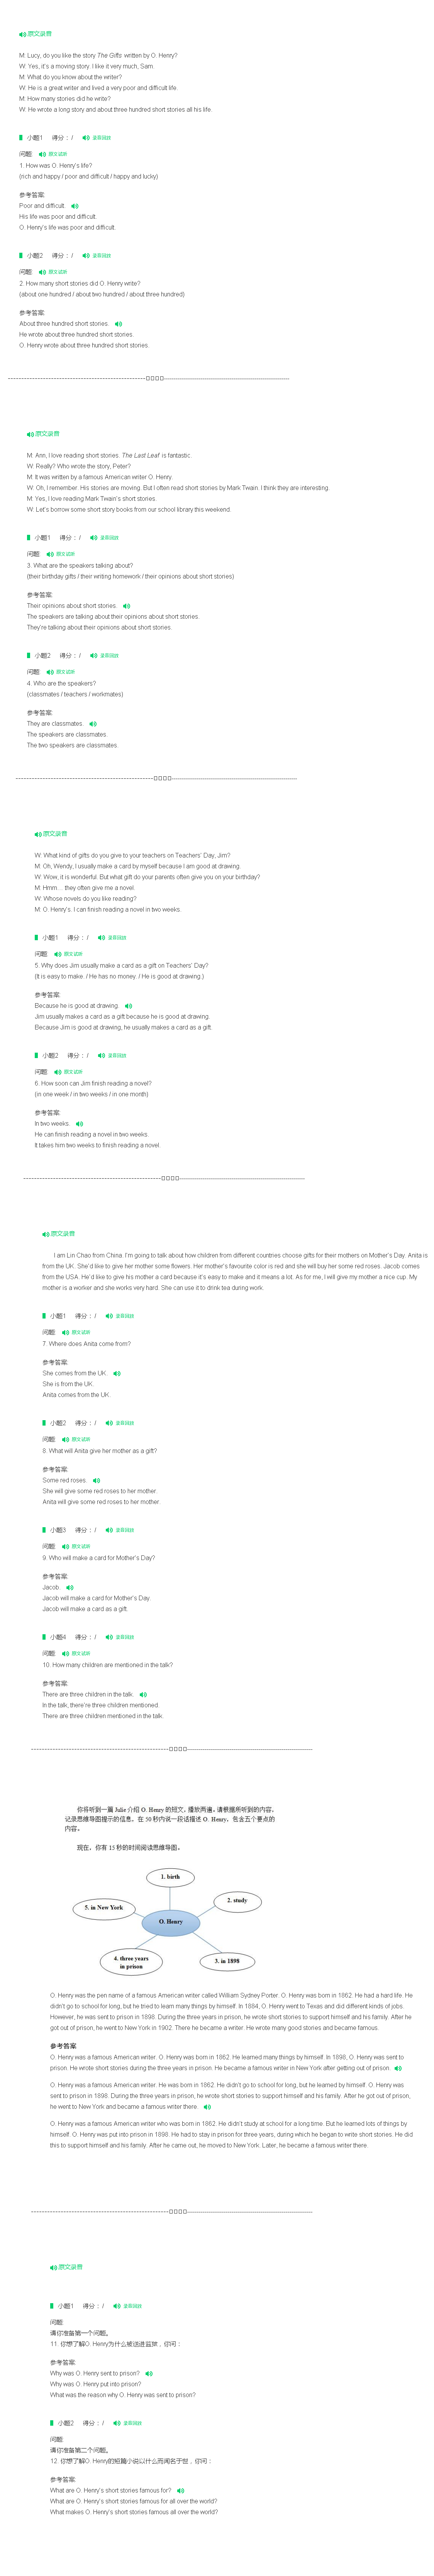 原文录音
M: Lucy, do you like the story The Gifts written by O. Henry?
W: Yes, it's a moving story. I like it very much, Sam.
M: What do you know about the writer?
W: He is a great writer and lived a very poor and difficult life.
M: How many stories did he write?
W: He wrote a long story and about three hundred short stories all his life.
小题1 得分：/ 录音回放
问题: 原文试听
1. How was O. Henry's life?
(rich and happy / poor and difficult / happy and lucky)
参考答案:
Poor and difficult.
His life was poor and difficult.
O. Henry's life was poor and difficult.
小题2 得分：/ 录音回放
问题: 原文试听
2. How many short stories did O. Henry write?
(about one hundred / about two hundred / about three hundred)
参考答案:
About three hundred short stories.
He wrote about three hundred short stories.
O. Henry wrote about three hundred short stories.
原文录音
M: Ann, I love reading short stories. The Last Leaf is fantastic.
W: Really? Who wrote the story, Peter?
M: It was written by a famous American writer O. Henry.
W: Oh, I remember. His stories are moving. But I often read short stories by Mark Twain. I think they are interesting.
M: Yes, I love reading Mark Twain's short stories.
W: Let's borrow some short story books from our school library this weekend.
小题1 得分：/ 录音回放
问题: 原文试听
3. What are the speakers talking about?
(their birthday gifts / their writing homework / their opinions about short stories)
参考答案:
Their opinions about short stories.
The speakers are talking about their opinions about short stories.
They're talking about their opinions about short stories.
小题2 得分：/ 录音回放
问题: 原文试听
4. Who are the speakers?
(classmates / teachers / workmates)
参考答案:
They are classmates.
The speakers are classmates.
The two speakers are classmates.
原文录音
W: What kind of gifts do you give to your teachers on Teachers' Day, Jim?
M: Oh, Wendy, I usually make a card by myself because I am good at drawing.
W: Wow, it is wonderful. But what gift do your parents often give you on your birthday?
M: Hmm… they often give me a novel.
W: Whose novels do you like reading?
M: O. Henry's. I can finish reading a novel in two weeks.
小题1 得分：/ 录音回放
问题: 原文试听
5. Why does Jim usually make a card as a gift on Teachers' Day?
(It is easy to make. / He has no money. / He is good at drawing.)
参考答案:
Because he is good at drawing.
Jim usually makes a card as a gift because he is good at drawing.
Because Jim is good at drawing, he usually makes a card as a gift.
小题2 得分：/ 录音回放
问题: 原文试听
6. How soon can Jim finish reading a novel?
(in one week / in two weeks / in one month)
参考答案:
In two weeks.
He can finish reading a novel in two weeks.
It takes him two weeks to finish reading a novel.
原文录音
I am Lin Chao from China. I'm going to talk about how children from different countries choose gifts for their mothers on Mother's Day. Anita is
from the UK. She'd like to give her mother some flowers. Her mother's favourite color is red and she will buy her some red roses. Jacob comes
from the USA. He'd like to give his mother a card because it's easy to make and it means a lot. As for me, I will give my mother a nice cup. My
mother is a worker and she works very hard. She can use it to drink tea during work.
小题1 得分：/ 录音回放
问题: 原文试听
7. Where does Anita come from?
参考答案:
She comes from the UK.
She is from the UK.
Anita comes from the UK.
小题2 得分：/ 录音回放
问题: 原文试听
8. What will Anita give her mother as a gift?
参考答案:
Some red roses.
She will give some red roses to her mother.
Anita will give some red roses to her mother.
小题3 得分：/ 录音回放
问题: 原文试听
9. Who will make a card for Mother's Day?
参考答案:
Jacob.
Jacob will make a card for Mother's Day.
Jacob will make a card as a gift.
小题4 得分：/ 录音回放
问题: 原文试听
10. How many children are mentioned in the talk?
参考答案:
There are three children in the talk.
In the talk, there're three children mentioned.
There are three children mentioned in the talk.
你将听到一篇 Julie 介绍 O. Henry 的短文，播放两遍。请根据所听到的内容，
记录思维导图提示的信息。在 50 秒内说一段话描述 O. Henry，包含五个要点的
内容。
现在，你有 15 秒的时间阅读思维导图。
1. birth
2. study
5. in New York
O. Henry
4. three years
in prison
3. in 1898
O. Henry was the pen name of a famous American writer called William Sydney Porter. O. Henry was born in 1862. He had a hard life. He
didn't go to school for long, but he tried to learn many things by himself. In 1884, O. Henry went to Texas and did different kinds of jobs.
However, he was sent to prison in 1898. During the three years in prison, he wrote short stories to support himself and his family. After he
got out of prison, he went to New York in 1902. There he became a writer. He wrote many good stories and became famous.
参考答案
O. Henry was a famous American writer. O. Henry was born in 1862. He learned many things by himself. In 1898, O. Henry was sent to
prison. He wrote short stories during the three years in prison. He became a famous writer in New York after getting out of prison.
O. Henry was a famous American writer. He was born in 1862. He didn't go to school for long, but he learned by himself. O. Henry was
sent to prison in 1898. During the three years in prison, he wrote short stories to support himself and his family. After he got out of prison,
he went to New York and became a famous writer there.
O. Henry was a famous American writer who was born in 1862. He didn't study at school for a long time. But he learned lots of things by
himself. O. Henry was put into prison in 1898. He had to stay in prison for three years, during which he began to write short stories. He did
this to support himself and his family. After he came out, he moved to New York. Later, he became a famous writer there.
原文录音
小题1 得分：/ 录音回放
问题:
请你准备第一个问题。
11. 你想了解O. Henry为什么被送进监狱，你问：
参考答案:
Why was O. Henry sent to prison?
Why was O. Henry put into prison?
What was the reason why O. Henry was sent to prison?
小题2 得分：/ 录音回放
问题:
请你准备第二个问题。
12. 你想了解O. Henry的短篇小说以什么而闻名于世，你问：
参考答案:
What are O. Henry's short stories famous for?
What are O. Henry's short stories famous for all over the world?
What makes O. Henry's short stories famous all over the world?